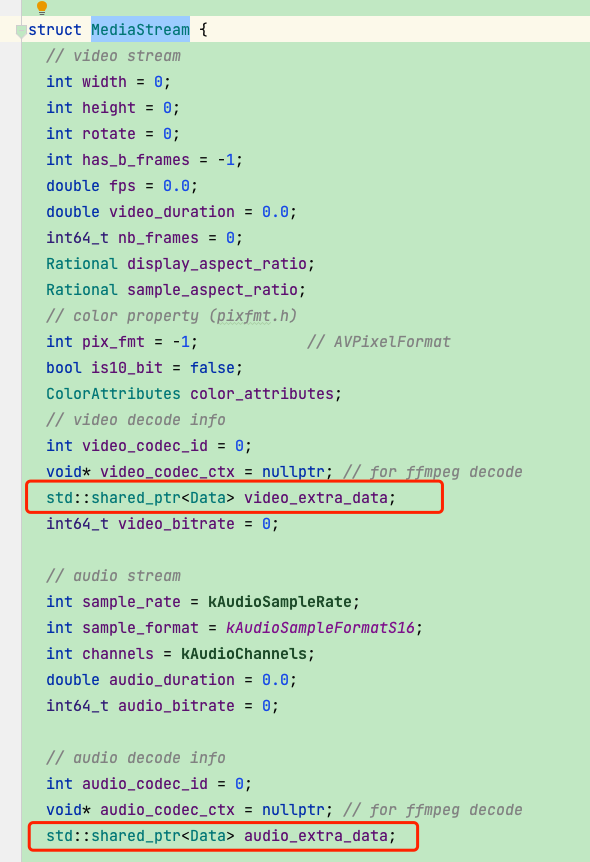 struct MediaStream {
// video stream
int width = 0;
int height = 0;
int rotate = 0;
int has_b_frames = -1;
double fps = 0.0;
double video_duration = 0.0;
int64_t nb_frames = 0;
Rational display_aspect_ratio;
Rational sample_aspect_ratio;
// color property (pixfmt.h)
int pix_fmt = -1; // AVPixelFormat
bool is10_bit = false;
ColorAttributes color_attributes;
// video decode info
int video_codec_id = 0;
void* video_codec_ctx = nullptr; // for ffmpeg decode
std::shared_ptr<Data> video_extra_data;
int64_t video_bitrate = 0;
// audio stream
int sample_rate = kAudioSampleRate;
int sample_format = kAudioSampleFormatS16;
int channels = kAudioChannels;
double audio_duration = 0.0;
int64_t audio_bitrate = 0;
// audio decode info
int audio_codec_id = 0;
void* audio_codec_ctx = nullptr; // for ffmpeg decode
std::shared_ptr<Data> audio_extra_data;